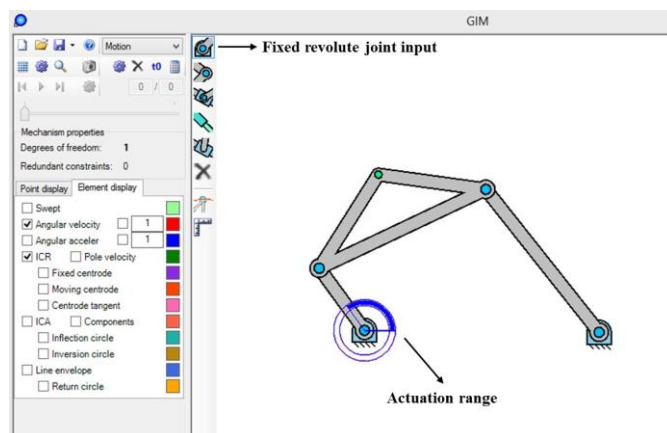 GIM
Motion
t0
0 / 0
Mechanism properties
Degrees of freedom: 1
Redundant constraints: 0
Point display Element display
Swept
Angular velocity 1
Angular acceler 1
ICR Pole velocity
Fixed centrode
Moving centrode
Centrode tangent
ICA Components
Inflection circle
Inversion circle
Line envelope
Return circle
Fixed revolute joint input
Actuation range